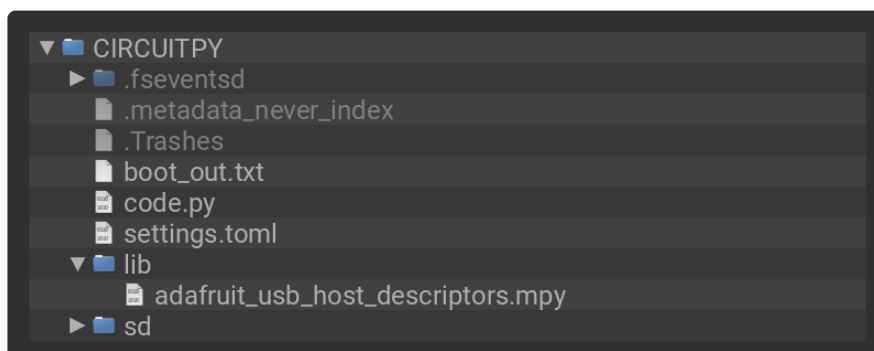 CIRCUITPY
.fseventsd
.metadata_never_index
.Trashes
boot_out.txt
code.py
settings.toml
lib
adafruit_usb_host_descriptors.mpy
sd